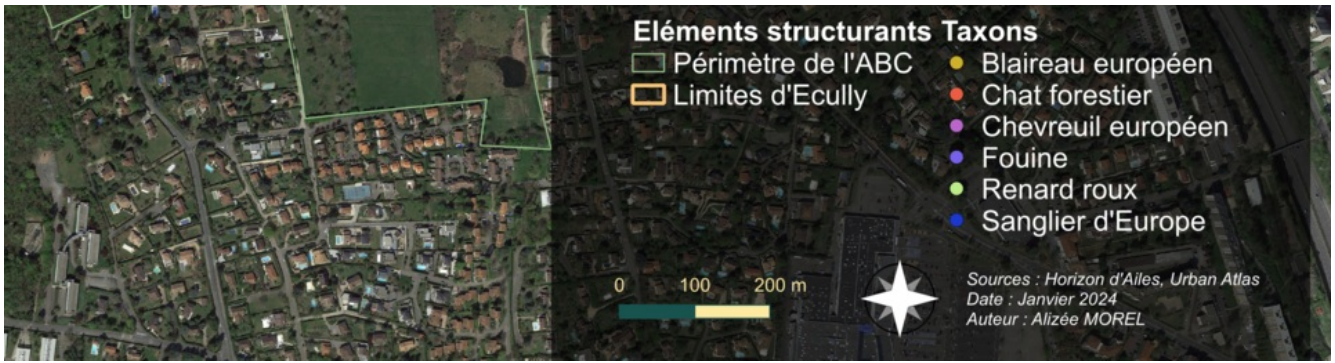 Eléments structurants
Périmètre de l'ABC
Limites d'Ecully
Taxons
Blaireau européen
Chat forestier
Chevreuil européen
Fouine
Renard roux
Sanglier d'Europe
0 100 200 m
Sources : Horizon d'Ailes, Urban Atlas
Date : Janvier 2024
Auteur : Alizée MOREL